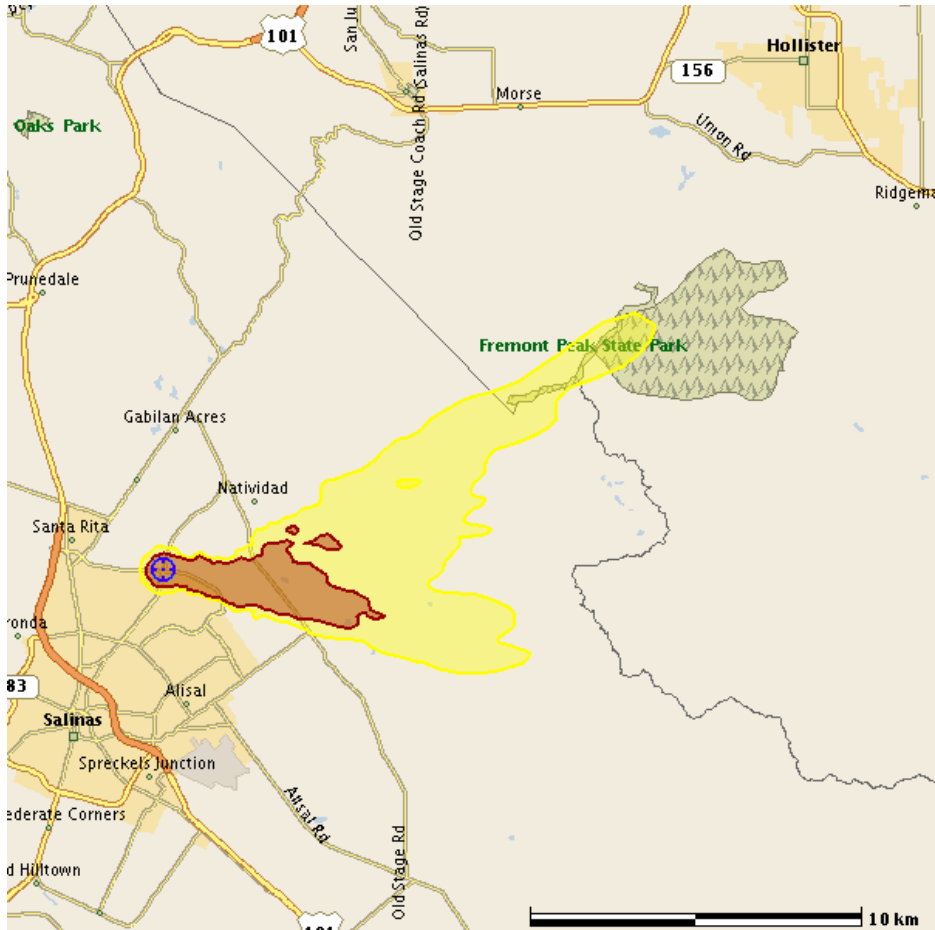 101
San Ju
Old Stage Coach Rd (Salinas Rd)
Hollister
156
Morse
Union Rd
Oaks Park
Ridgema
Prunedale
Fremont Peak State Park
Gabilan Acres
Natividad
Santa Rita
ronda
83
Alisal
Salinas
Spreckels Junction
ederate Corners
Alisal Rd
Old Stage Rd
d Hilltown
101
10 km